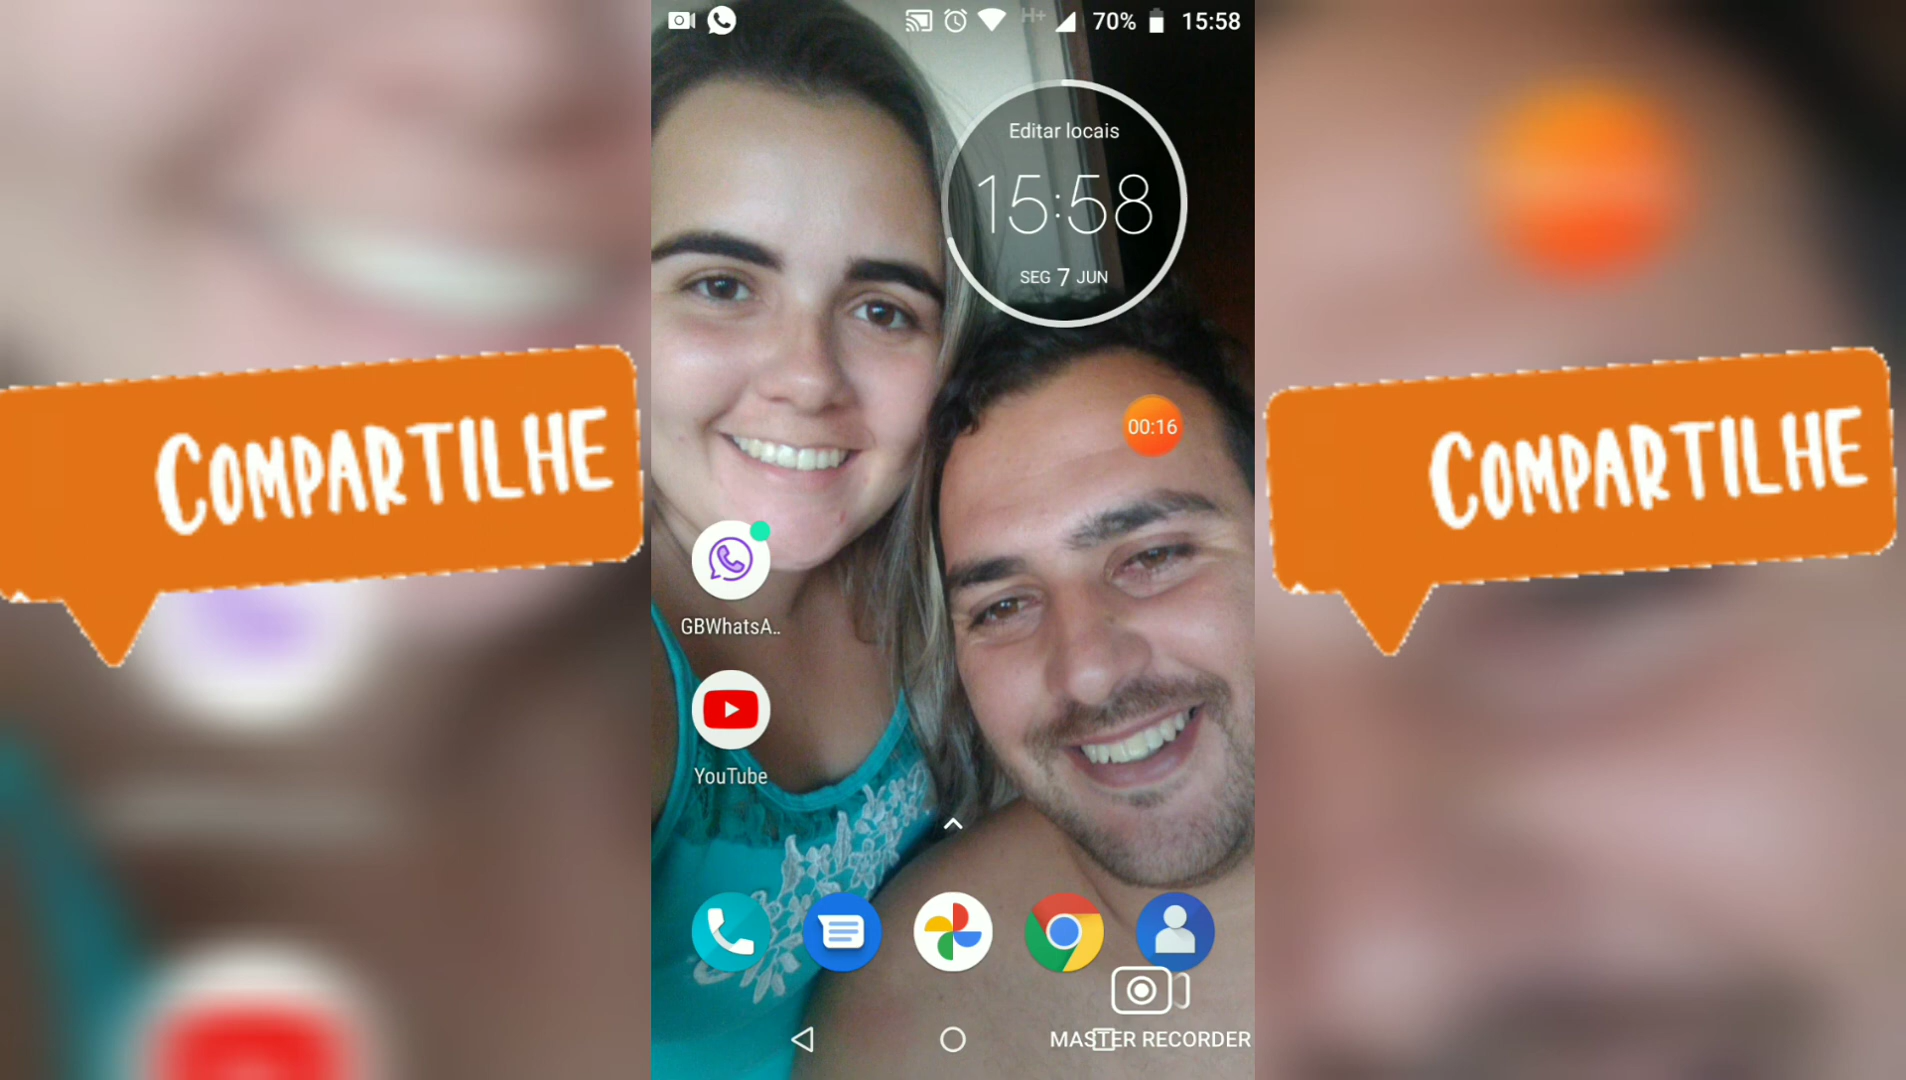 H+ 70% 15:58
Editar locais
15:58
SEG 7 JUN
00:16
COMPARTILHE
COMPARTILHE
GBWhatsA..
YouTube
MASTER RECORDER